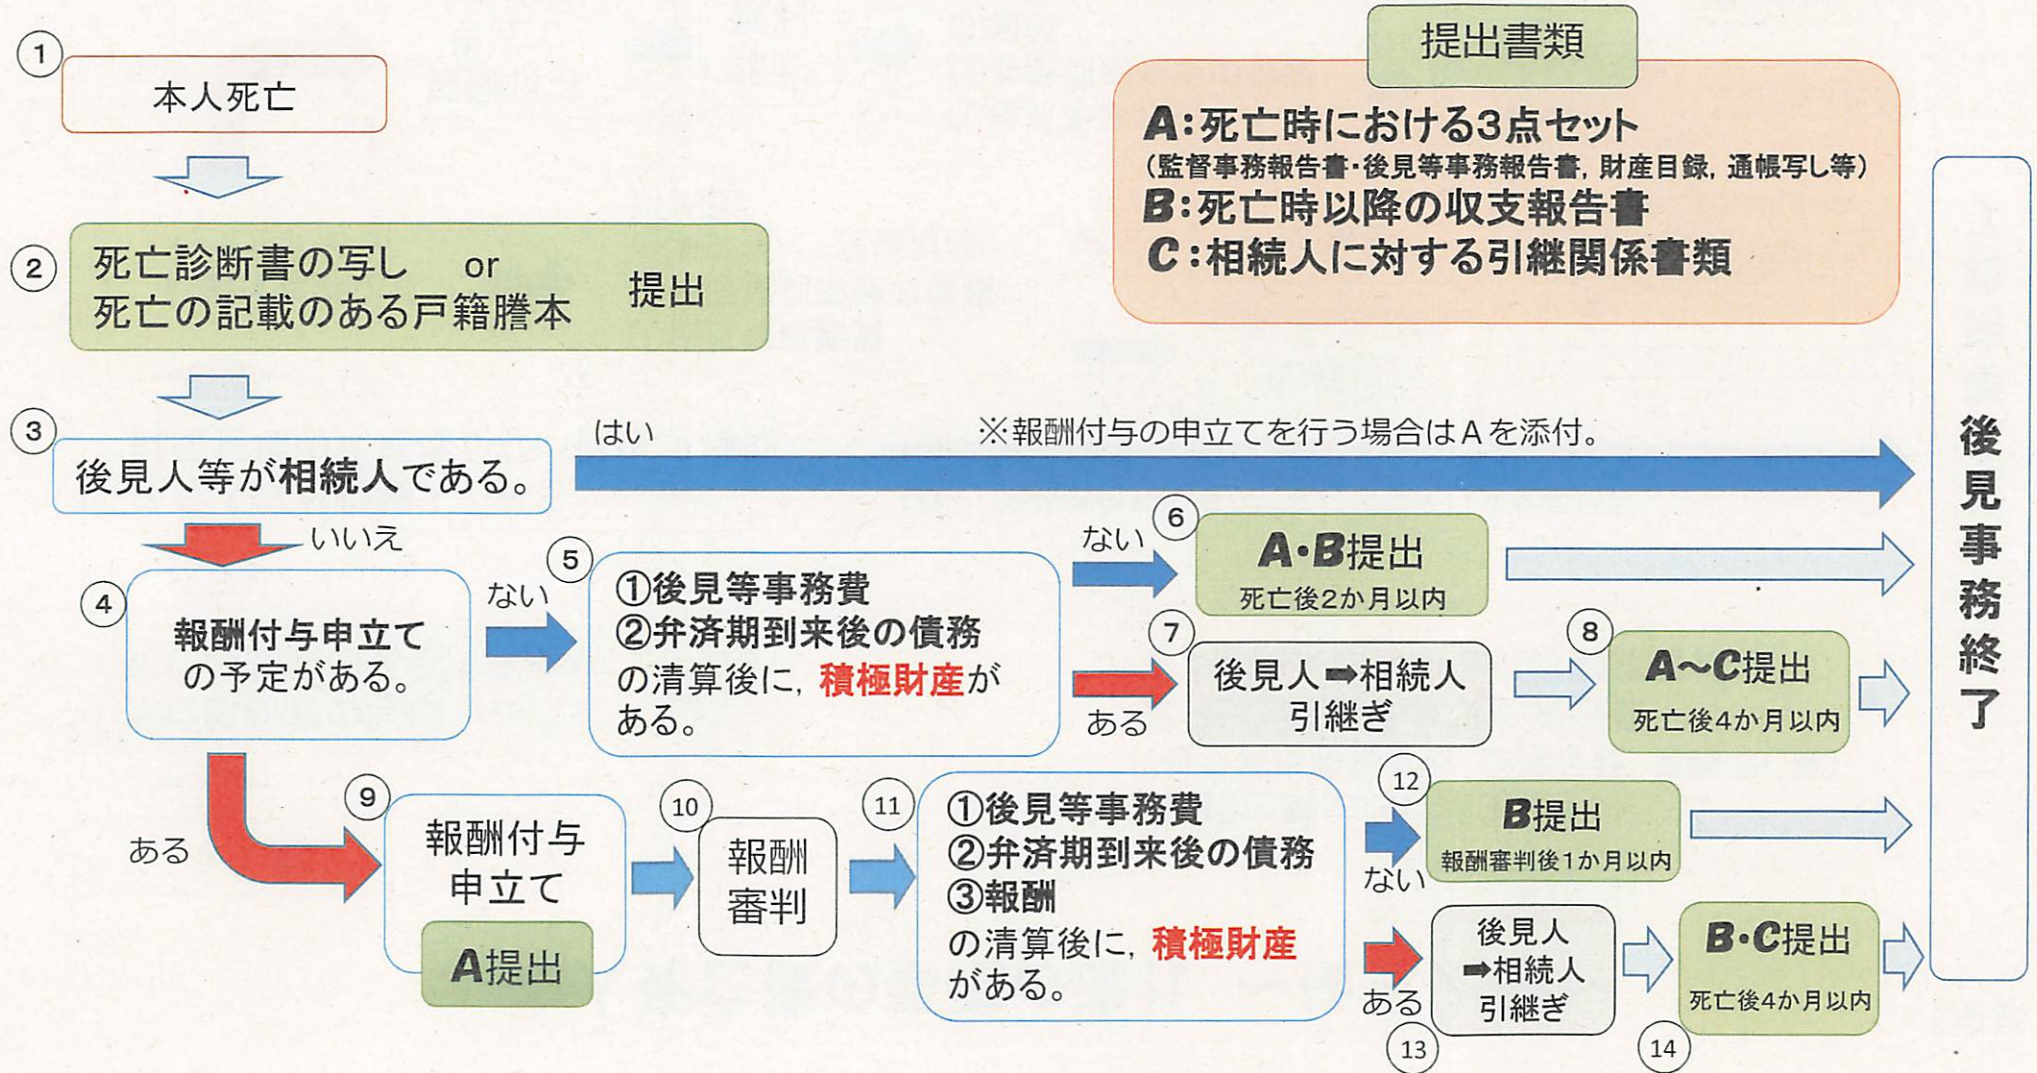 ①
本人死亡
②
死亡診断書の写し or
死亡の記載のある戸籍謄本
提出
③
後見人等が相続人である。
はい
※報酬付与の申立てを行う場合はAを添付。
いいえ
提出書類
A:死亡時における3点セット
(監督事務報告書・後見等事務報告書, 財産目録, 通帳写し等)
B:死亡時以降の収支報告書
C:相続人に対する引継関係書類
④
報酬付与申立て
の予定がある。
ない
⑤
①後見等事務費
②弁済期到来後の債務
の清算後に, 積極財産が
ある。
ない
⑥
A・B提出
死亡後2か月以内
ある
⑦
後見人➡相続人
引継ぎ
⑧
A〜C提出
死亡後4か月以内
ある
⑨
報酬付与
申立て
A提出
⑩
報酬
審判
⑪
①後見等事務費
②弁済期到来後の債務
③報酬
の清算後に, 積極財産
がある。
ない
⑫
B提出
報酬審判後1か月以内
ある
⑬
後見人
➡相続人
引継ぎ
⑭
B・C提出
死亡後4か月以内
後見事務終了